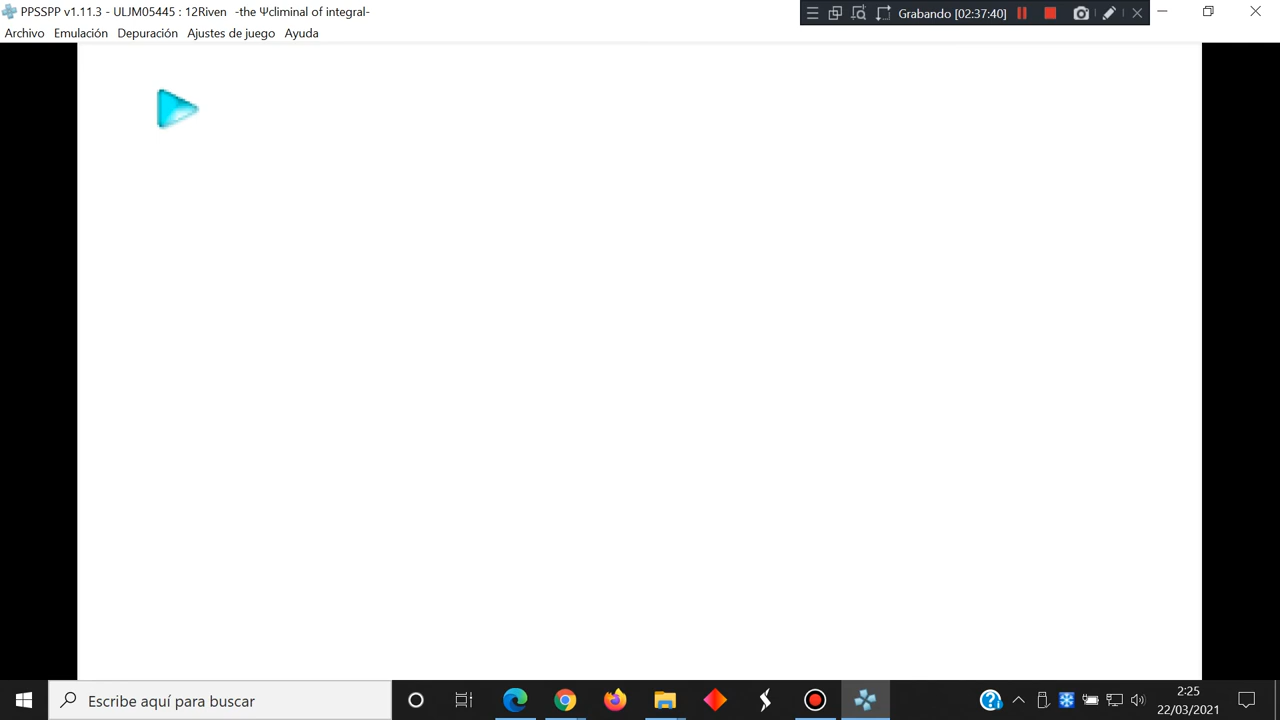 PPSSPP v1.11.3 - ULJM05445 : 12Riven -the Ψcliminal of integral-
Grabando [02:37:40]
Archivo Emulación Depuración Ajustes de juego Ayuda
Escribe aquí para buscar
2:25
22/03/2021